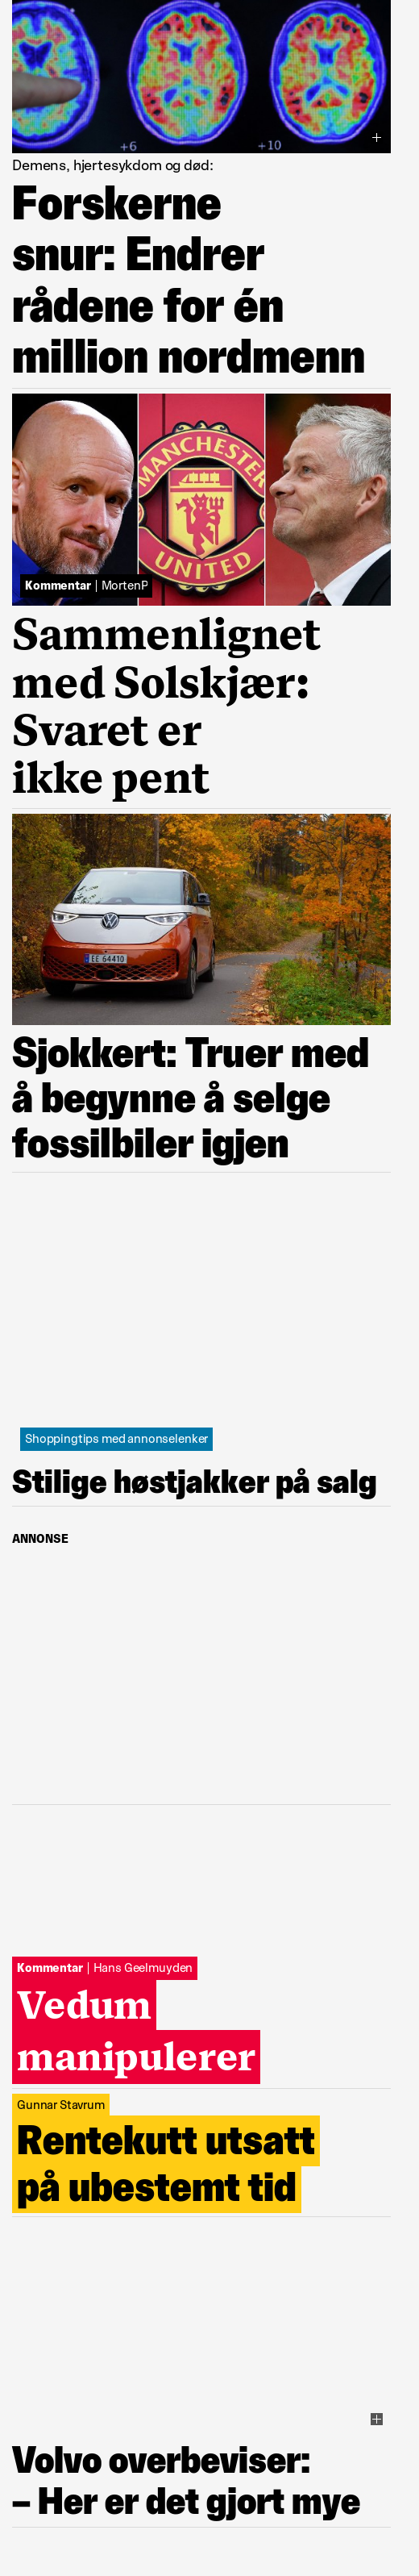 +6
+10
Demens, hjertesykdom og død:
Forskerne
snur: Endrer
rådene for én
million nordmenn
MANCHESTER
UNITED
Kommentar | MortenP
Sammenlignet
med Solskjær:
Svaret er
ikke pent
EE 64410
Sjokkert: Truer med
å begynne å selge
fossilbiler igjen
Shoppingtips med annonselenker
Stilige høstjakker på salg
ANNONSE
Kommentar | Hans Geelmuyden
Vedum
manipulerer
Gunnar Stavrum
Rentekutt utsatt
på ubestemt tid
Volvo overbeviser:
– Her er det gjort mye